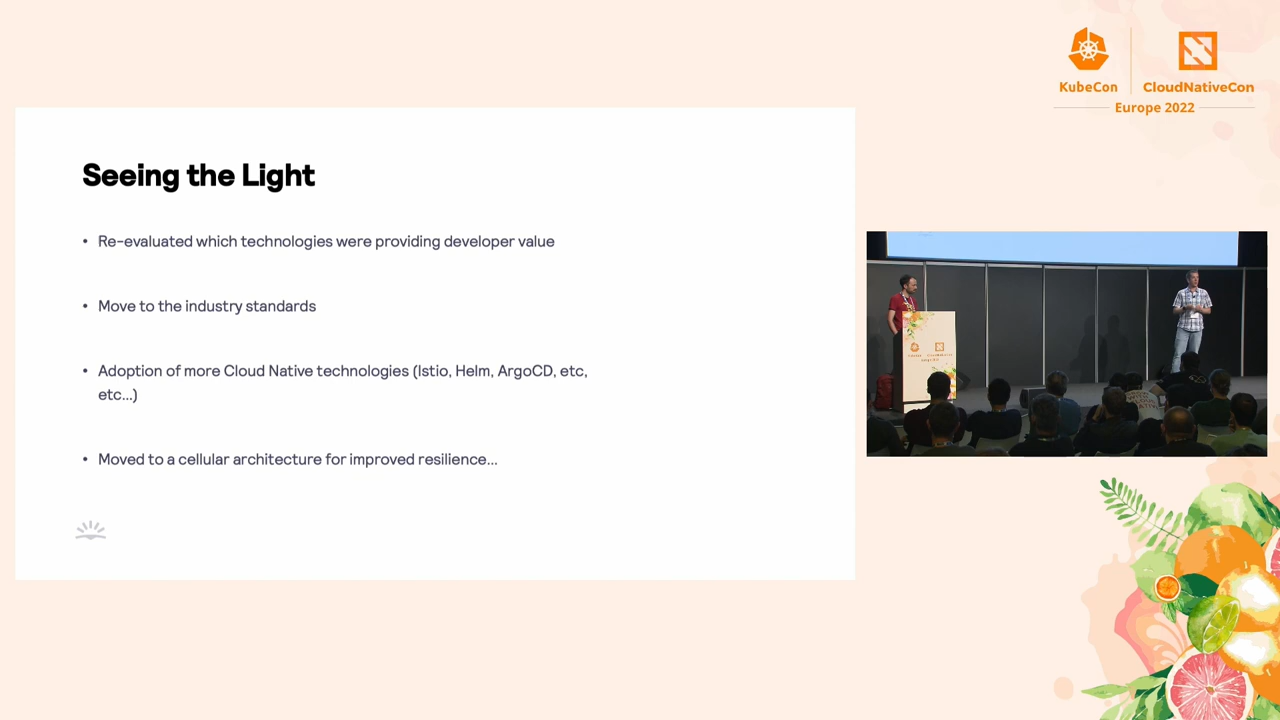 KubeCon
CloudNativeCon
Europe 2022
Seeing the Light
• Re-evaluated which technologies were providing developer value
• Move to the industry standards
• Adoption of more Cloud Native technologies (Istio, Helm, ArgoCD, etc,
etc...)
• Moved to a cellular architecture for improved resilience...